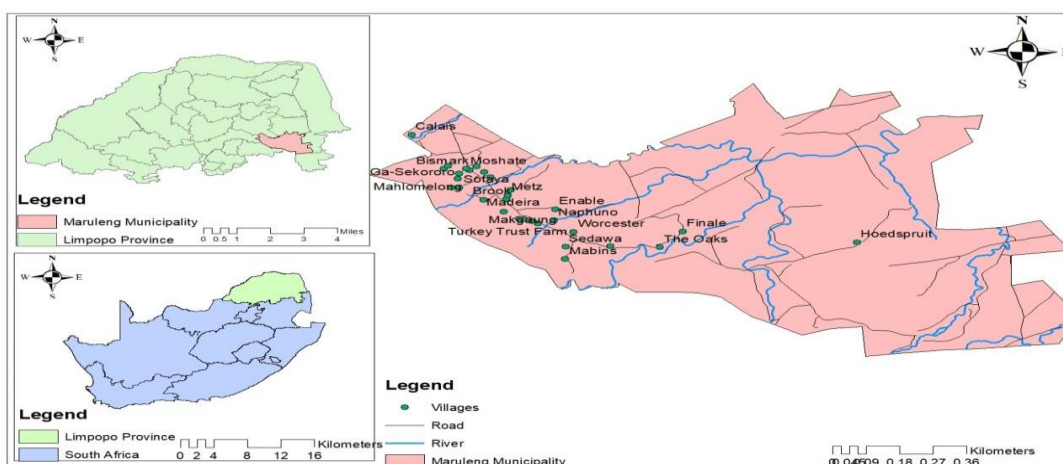 N
W E
S
Legend
Maruleng Municipality
Limpopo Province
0 0.5 1 2 3 4 Miles
N
W E
S
Legend
Limpopo Province
South Africa
0 2 4 8 12 16 Kilometers
N
W
S
Calais
Bismark Moshate
Ga-Sekororo
Sofaya
Mahlomelong
Brook Metz
Madeira
Enable
Makgaung Naphuno
Turkey Trust Farm Worcester
Finale
Sedawa
The Oaks
Hoedspruit
Mabins
Legend
Villages
Road
River
Maruleng Municipality
Kilometers
0.18 0.27 0.36